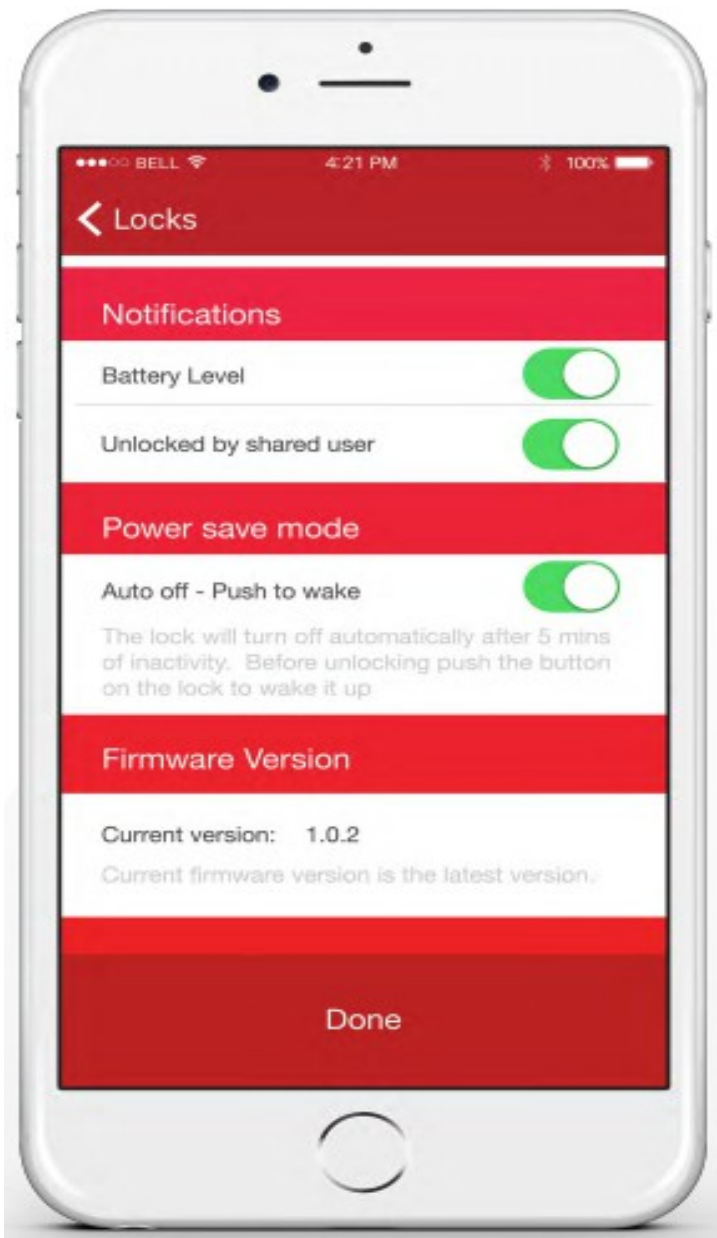 BELL 4:21 PM 100%
Locks
Notifications
Battery Level
Unlocked by shared user
Power save mode
Auto off - Push to wake
The lock will turn off automatically after 5 mins
of inactivity. Before unlocking push the button
on the lock to wake it up
Firmware Version
Current version: 1.0.2
Current firmware version is the latest version.
Done